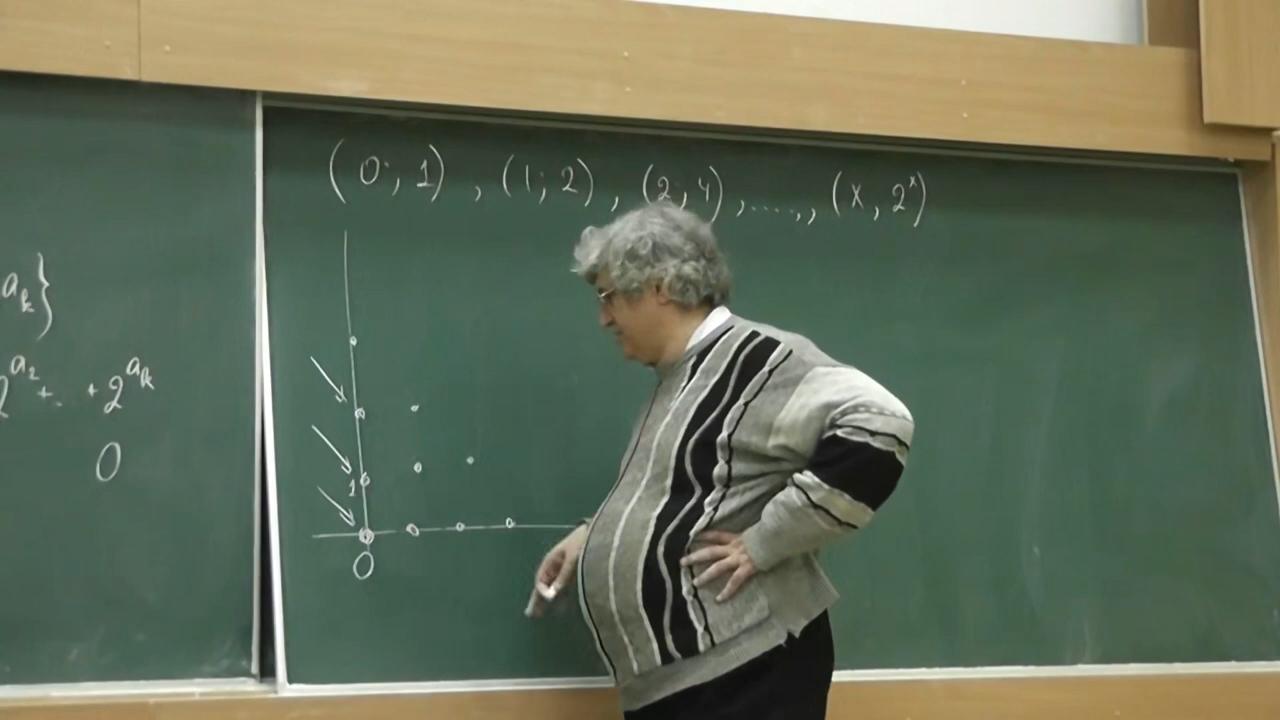 (0; 1), (1; 2), (2; 4), ....,, (x, 2^x)
a_k}
2^{a_2} + .. + 2^{a_k}
0
1
0